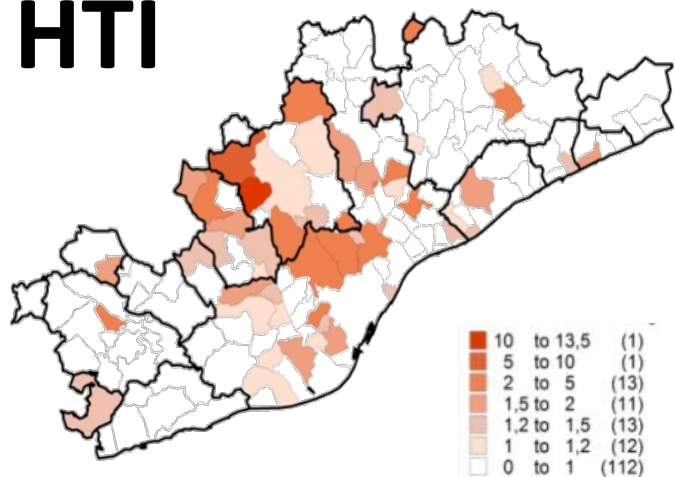 HTI
10 to 13,5 (1)
5 to 10 (1)
2 to 5 (13)
1,5 to 2 (11)
1,2 to 1,5 (13)
1 to 1,2 (12)
0 to 1 (112)